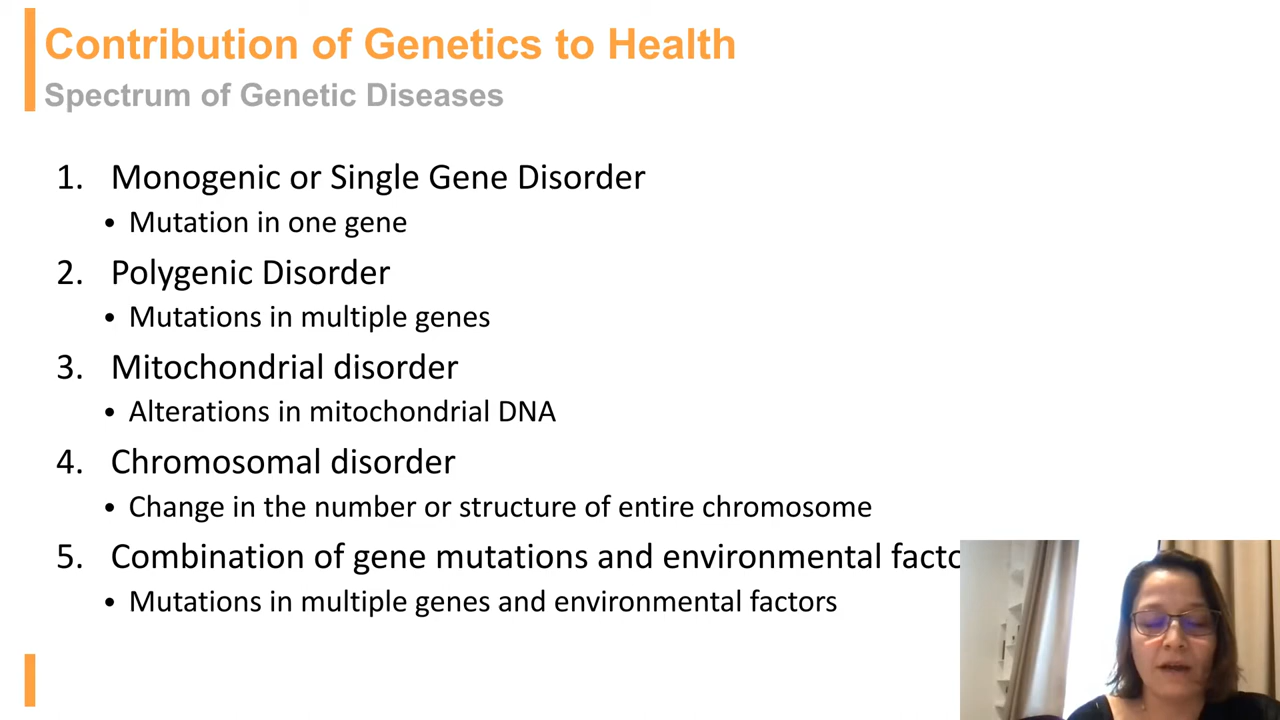 Contribution of Genetics to Health
Spectrum of Genetic Diseases
1. Monogenic or Single Gene Disorder
• Mutation in one gene
2. Polygenic Disorder
• Mutations in multiple genes
3. Mitochondrial disorder
• Alterations in mitochondrial DNA
4. Chromosomal disorder
• Change in the number or structure of entire chromosome
5. Combination of gene mutations and environmental
• Mutations in multiple genes and environmental factors